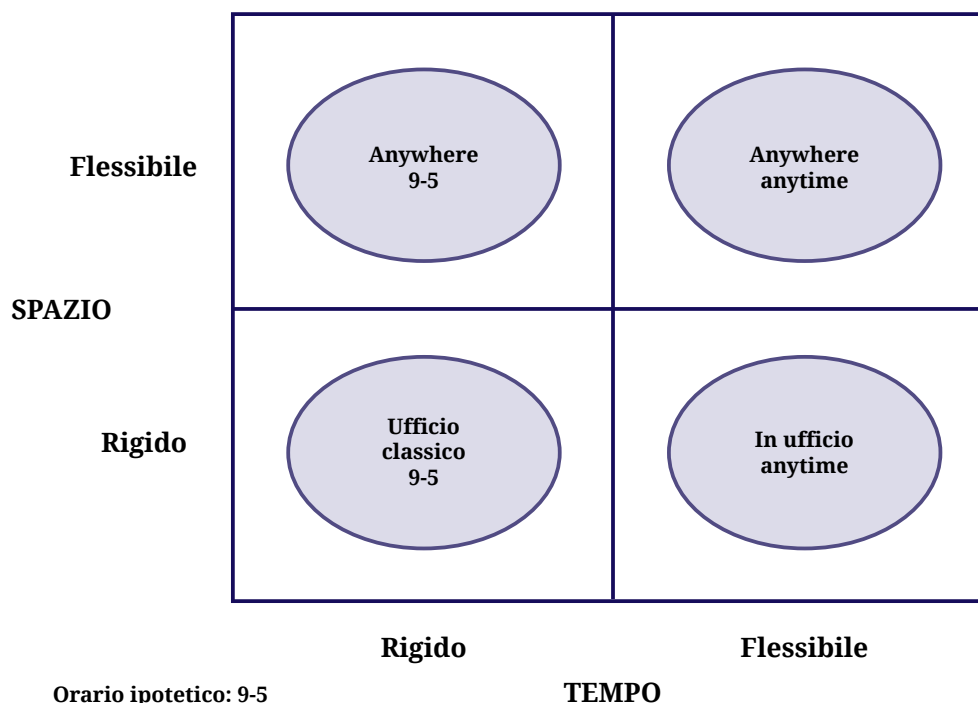 Anywhere
9-5
Anywhere
anytime
Flessibile
SPAZIO
Ufficio
classico
9-5
In ufficio
anytime
Rigido
Rigido
Flessibile
Orario ipotetico: 9-5
TEMPO